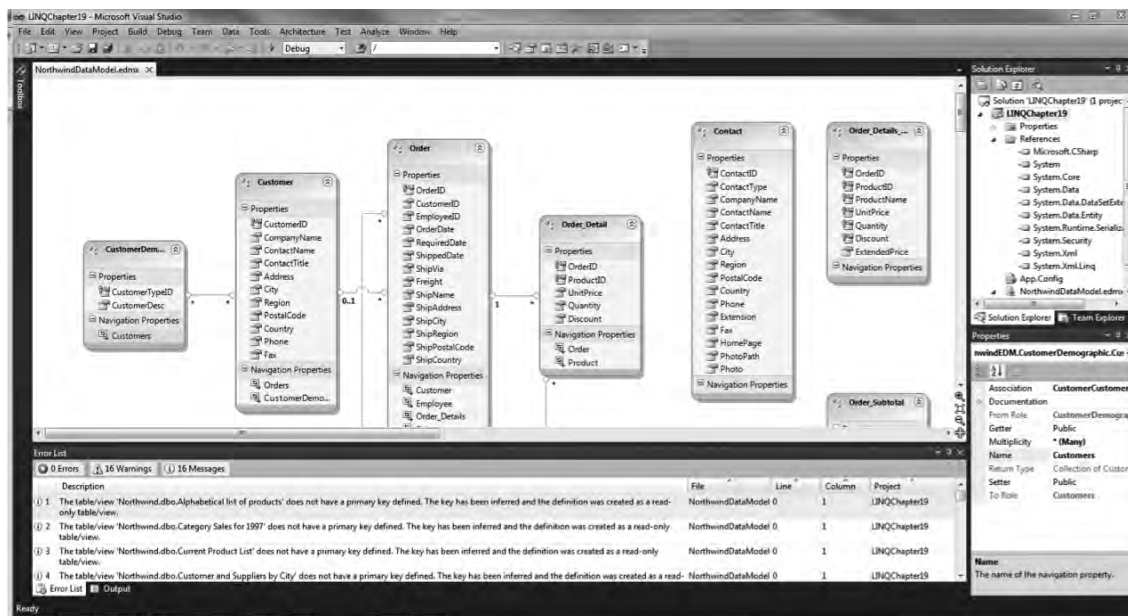 LINQChapter19 - Microsoft Visual Studio
File Edit View Project Build Debug Team Data Tools Architecture Test Analyze Window Help
Debug /
Toolbox
NorthwindDataModel.edmx
CustomerDem...
Properties
CustomerTypeID
CustomerDesc
Navigation Properties
Customers
* *
Customer
Properties
CustomerID
CompanyName
ContactName
ContactTitle
Address
City
Region
PostalCode
Country
Phone
Fax
Navigation Properties
Orders
CustomerDemo...
0..1 *
*
Order
Properties
OrderID
CustomerID
EmployeeID
OrderDate
RequiredDate
ShippedDate
ShipVia
Freight
ShipName
ShipAddress
ShipCity
ShipRegion
ShipPostalCode
ShipCountry
Navigation Properties
Customer
Employee
Order_Details
1 *
Order_Detail
Properties
OrderID
ProductID
UnitPrice
Quantity
Discount
Navigation Properties
Order
Product
*
Contact
Properties
ContactID
ContactType
CompanyName
ContactName
ContactTitle
Address
City
Region
PostalCode
Country
Phone
Extension
Fax
HomePage
PhotoPath
Photo
Navigation Properties
Order_Details_...
Properties
OrderID
ProductID
ProductName
UnitPrice
Quantity
Discount
ExtendedPrice
Navigation Properties
Order_Subtotal
Solution Explorer
Solution 'LINQChapter19' (1 projec
LINQChapter19
Properties
References
Microsoft.CSharp
System
System.Core
System.Data
System.Data.DataSetExte
System.Data.Entity
System.Runtime.Serializa
System.Security
System.Xml
System.Xml.Linq
App.Config
NorthwindDataModel.edmx
Solution Explorer Team Explorer
Properties
nwindEDM.CustomerDemographic.Cus
Association CustomerCustomer
Documentation
From Role CustomerDemogra
Getter Public
Multiplicity * (Many)
Name Customers
Return Type Collection of Custor
Setter Public
To Role Customers
Name
The name of the navigation property.
Error List
0 Errors 16 Warnings 16 Messages
Description File Line Column Project
1 The table/view 'Northwind.dbo.Alphabetical list of products' does not have a primary key defined. The key has been inferred and the definition was created as a read- NorthwindDataModel 0 1 LINQChapter19
only table/view.
2 The table/view 'Northwind.dbo.Category Sales for 1997' does not have a primary key defined. The key has been inferred and the definition was created as a read-only NorthwindDataModel 0 1 LINQChapter19
table/view.
3 The table/view 'Northwind.dbo.Current Product List' does not have a primary key defined. The key has been inferred and the definition was created as a read-only NorthwindDataModel 0 1 LINQChapter19
table/view.
4 The table/view 'Northwind.dbo.Customer and Suppliers by City' does not have a primary key defined. The key has been inferred and the definition was created as a read- NorthwindDataModel 0 1 LINQChapter19
Error List Output
Ready